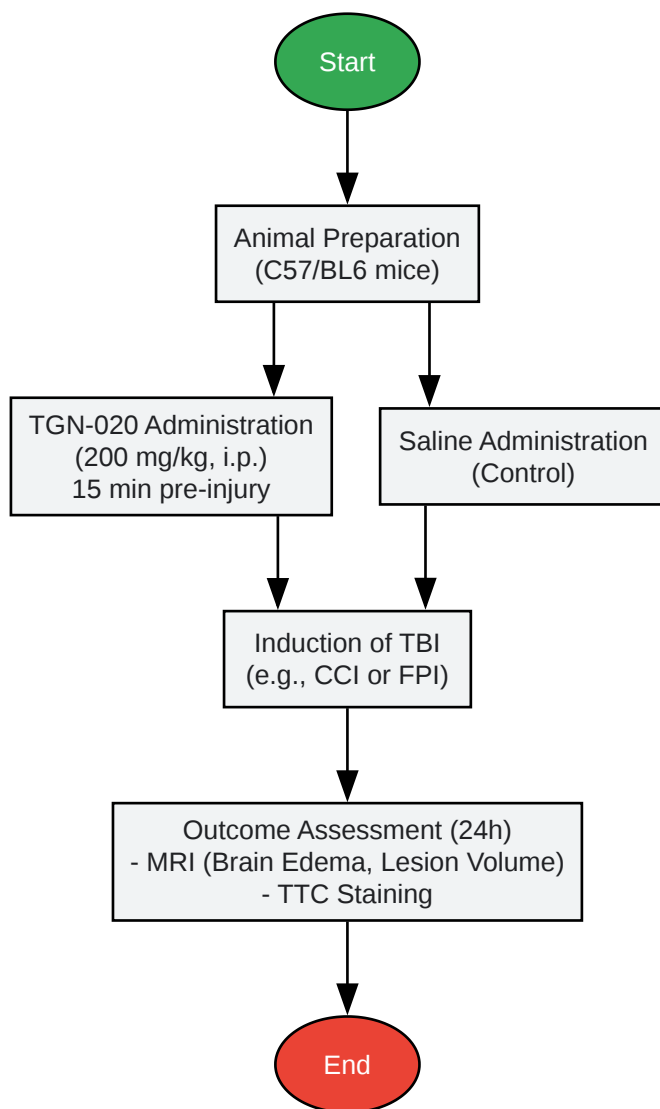 Start
Animal Preparation
(C57/BL6 mice)
TGN-020 Administration
(200 mg/kg, i.p.)
15 min pre-injury
Saline Administration
(Control)
Induction of TBI
(e.g., CCI or FPI)
Outcome Assessment (24h)
- MRI (Brain Edema, Lesion Volume)
- TTC Staining
End